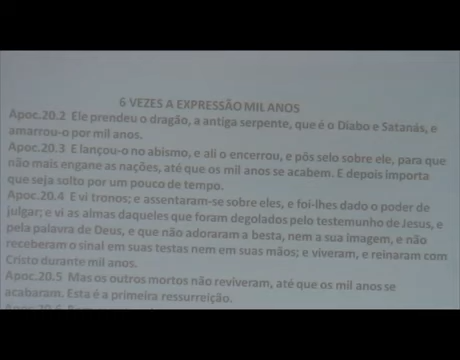 6 VEZES A EXPRESSÃO MIL ANOS
Apoc.20.2 Ele prendeu o dragão, a antiga serpente, que é o Diabo e Satanás, e
amarrou-o por mil anos.
Apoc.20.3 E lançou-o no abismo, e ali o encerrou, e pôs selo sobre ele, para que
não mais engane as nações, até que os mil anos se acabem. E depois importa
que seja solto por um pouco de tempo.
Apoc.20.4 E vi tronos; e assentaram-se sobre eles, e foi-lhes dado o poder de
julgar; e vi as almas daqueles que foram degolados pelo testemunho de Jesus, e
pela palavra de Deus, e que não adoraram a besta, nem a sua imagem, e não
receberam o sinal em suas testas nem em suas mãos; e viveram, e reinaram com
Cristo durante mil anos.
Apoc.20.5 Mas os outros mortos não reviveram, até que os mil anos se
acabaram. Esta é a primeira ressurreição.